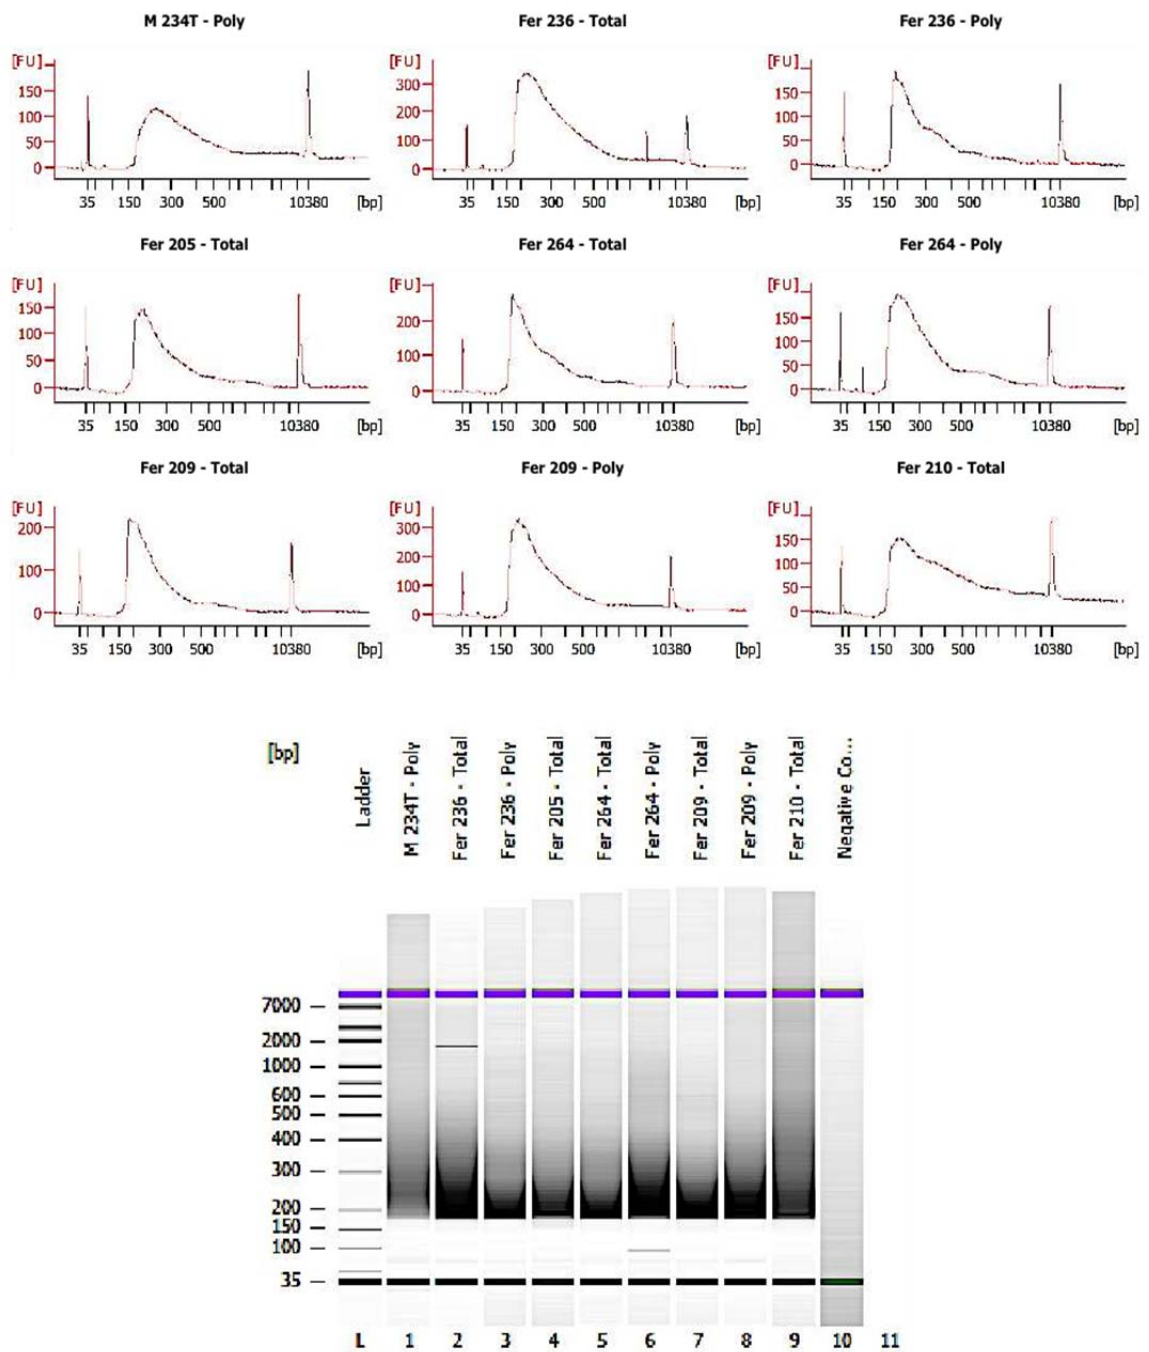 M 234T - Poly Fer 236 - Total Fer 236 - Poly
[FU] [FU] [FU]
150 100 50 0
300 200 100 0
150 100 50 0
35 150 300 500 10380 [bp] 35 150 300 500 10380 [bp] 35 150 300 500 10380 [bp]
Fer 205 - Total Fer 264 - Total Fer 264 - Poly
[FU] [FU] [FU]
150 100 50 0
200 100 0
150 100 50 0
35 150 300 500 10380 [bp] 35 150 300 500 10380 [bp] 35 150 300 500 10380 [bp]
Fer 209 - Total Fer 209 - Poly Fer 210 - Total
[FU] [FU] [FU]
200 100 0
300 200 100 0
150 100 50 0
35 150 300 500 10380 [bp] 35 150 300 500 10380 [bp] 35 150 300 500 10380 [bp]
[bp]
Ladder
M 234T - Poly
Fer 236 - Total
Fer 236 - Poly
Fer 205 - Total
Fer 264 - Total
Fer 264 - Poly
Fer 209 - Total
Fer 209 - Poly
Fer 210 - Total
Negative Co...
7000
2000
1000
600
500
400
300
200
150
100
35
L 1 2 3 4 5 6 7 8 9 10 11